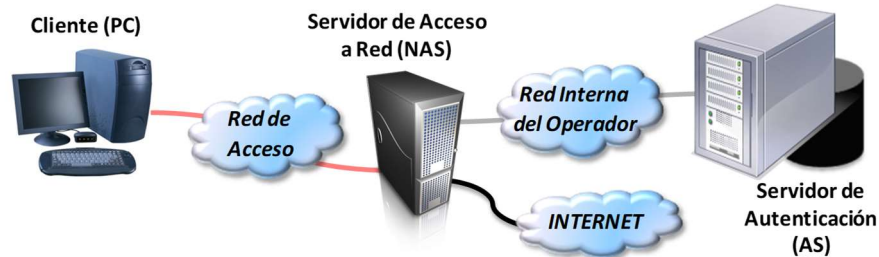 Cliente (PC)
Servidor de Acceso
a Red (NAS)
Red de
Acceso
Red Interna
del Operador
INTERNET
Servidor de
Autenticación
(AS)